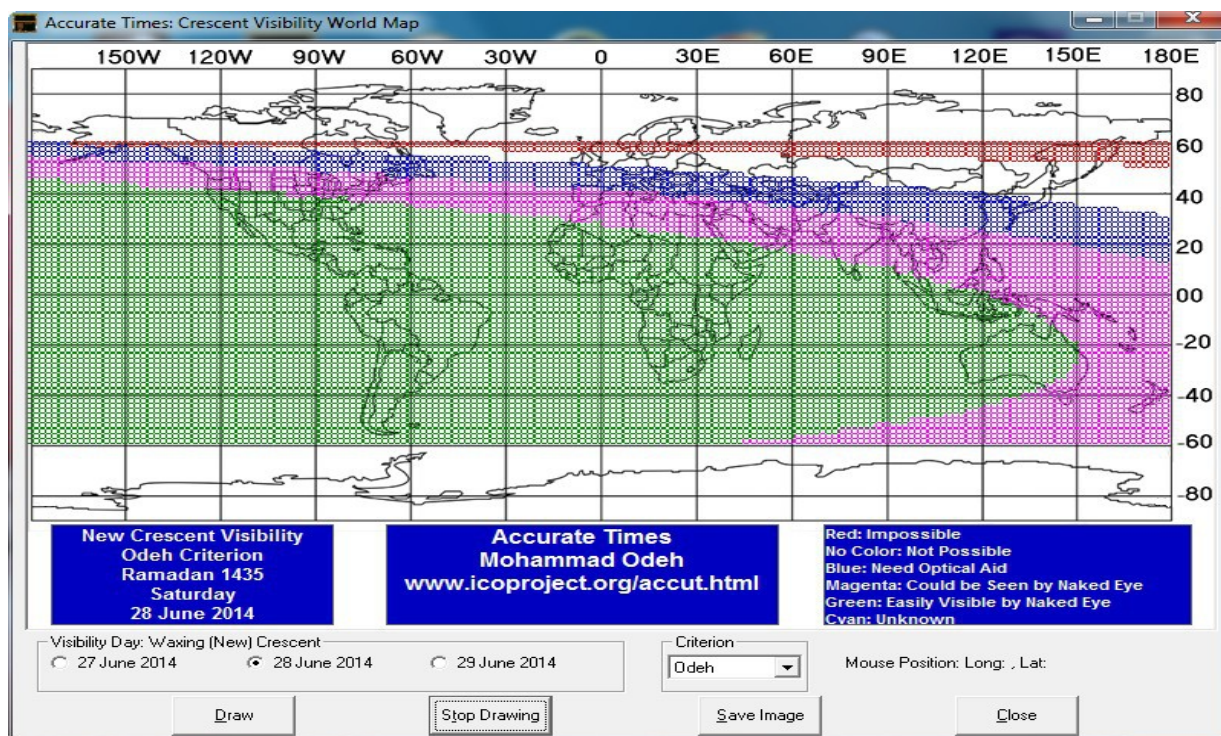 Accurate Times: Crescent Visibility World Map
150W 120W 90W 60W 0 30E 60E 90E 120E 150E 180E
80
60
40
20
00
-20
-40
-60
-80
New Crescent Visibility
Odeh Criterion
Ramadan 1435
Saturday
28 June 2014
Accurate Times
Mohammad Odeh
www.icoproject.org/accut.html
Red: Impossible
No Color: Not Possible
Blue: Need Optical Aid
Magenta: Could be Seen by Naked Eye
Green: Easily Visible by Naked Eye
Cyan: Unknown
Visibility Day: Waxing (New) Crescent
27 June 2014 28 June 2014 29 June 2014
Criterion
Odeh
Mouse Position: Long: , Lat:
Draw Stop Drawing Save Image Close